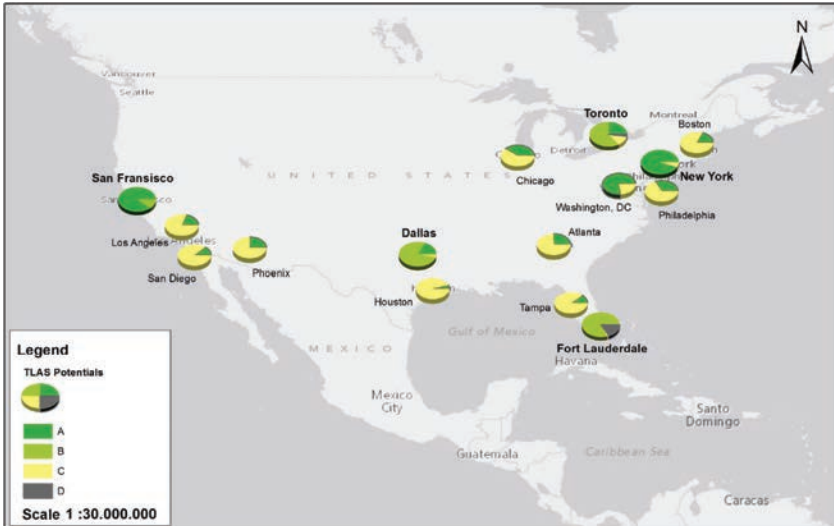 N
Vancouver
Seattle
Toronto
Montreal
Boston
Detroit
Chicago
New York
UNITED STATES
San Fransisco
Washington, DC
Philadelphia
Los Angeles
Angeles
San Diego
Phoenix
Dallas
Atlanta
Houston
Tampa
Gulf of Mexico
Fort Lauderdale
Havana
MEXICO
Mexico
City
Santo
Domingo
Guatemala
Caribbean Sea
Caracas
Legend
TLAS Potentials
A
B
C
D
Scale 1 :30.000.000